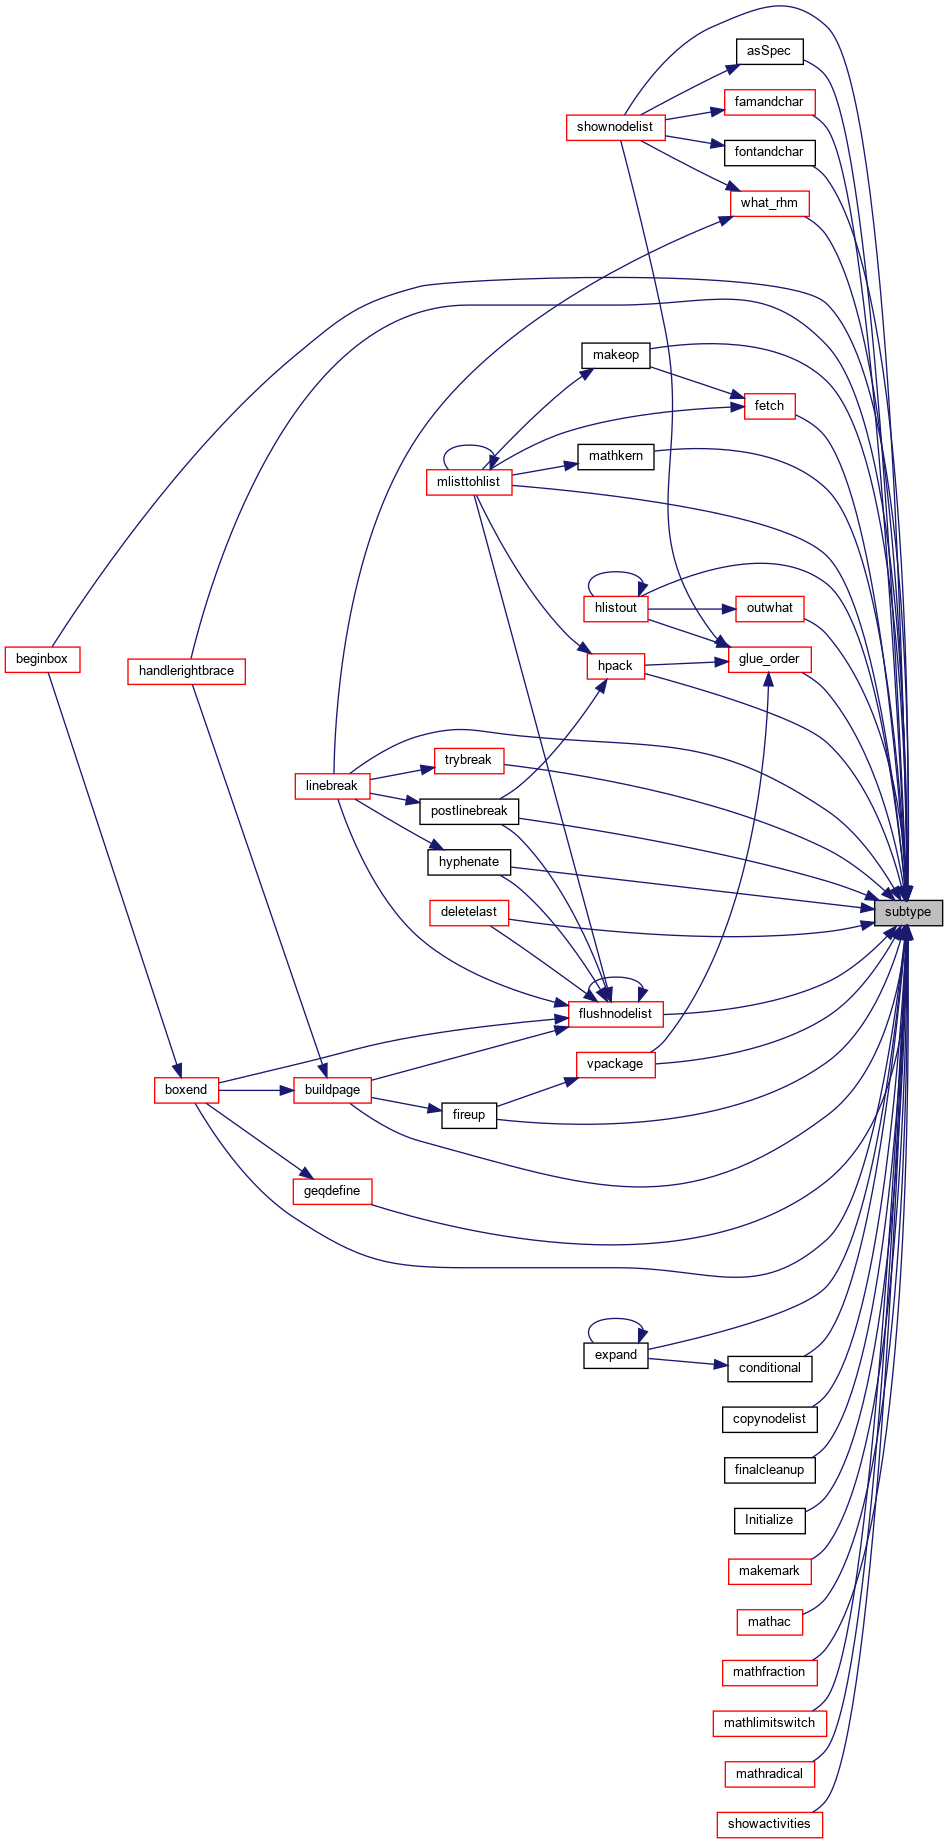 asSpec
famandchar
shownodelist
fontandchar
what_rhm
makeop
fetch
mathkern
mlisttohlist
hlistout
outwhat
beginbox
handlerightbrace
hpack
glue_order
trybreak
linebreak
postlinebreak
hyphenate
deletelast
subtype
flushnodelist
vpackage
boxend
buildpage
fireup
geqdefine
expand
conditional
copynodelist
finalcleanup
Initialize
makemark
mathac
mathfraction
mathlimitswitch
mathradical
showactivities